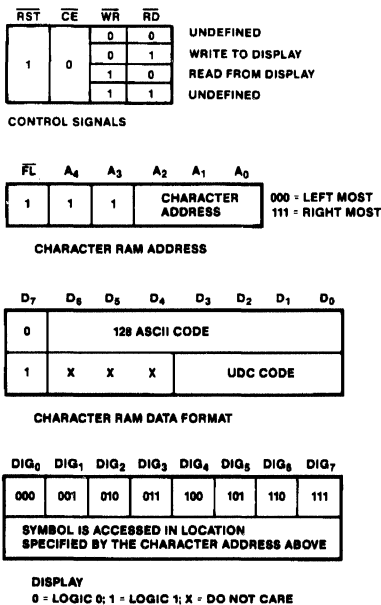 RST CE WR RD
1 0
0 0 UNDEFINED
0 1 WRITE TO DISPLAY
1 0 READ FROM DISPLAY
1 1 UNDEFINED
CONTROL SIGNALS
FL A4 A3 A2 A1 A0
1 1 1 CHARACTER ADDRESS
000 = LEFT MOST
111 = RIGHT MOST
CHARACTER RAM ADDRESS
D7 D6 D5 D4 D3 D2 D1 D0
0 128 ASCII CODE
1 X X X UDC CODE
CHARACTER RAM DATA FORMAT
DIG0 DIG1 DIG2 DIG3 DIG4 DIG5 DIG6 DIG7
000 001 010 011 100 101 110 111
SYMBOL IS ACCESSED IN LOCATION
SPECIFIED BY THE CHARACTER ADDRESS ABOVE
DISPLAY
0 = LOGIC 0; 1 = LOGIC 1; X = DO NOT CARE